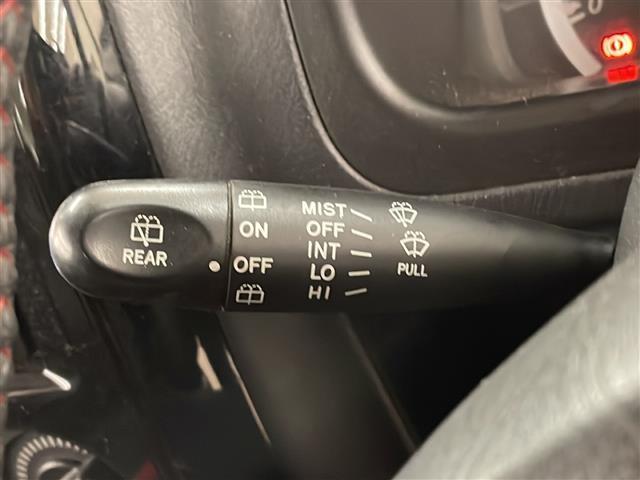 REAR
ON
OFF
MIST
OFF
INT
LO
HI
PULL